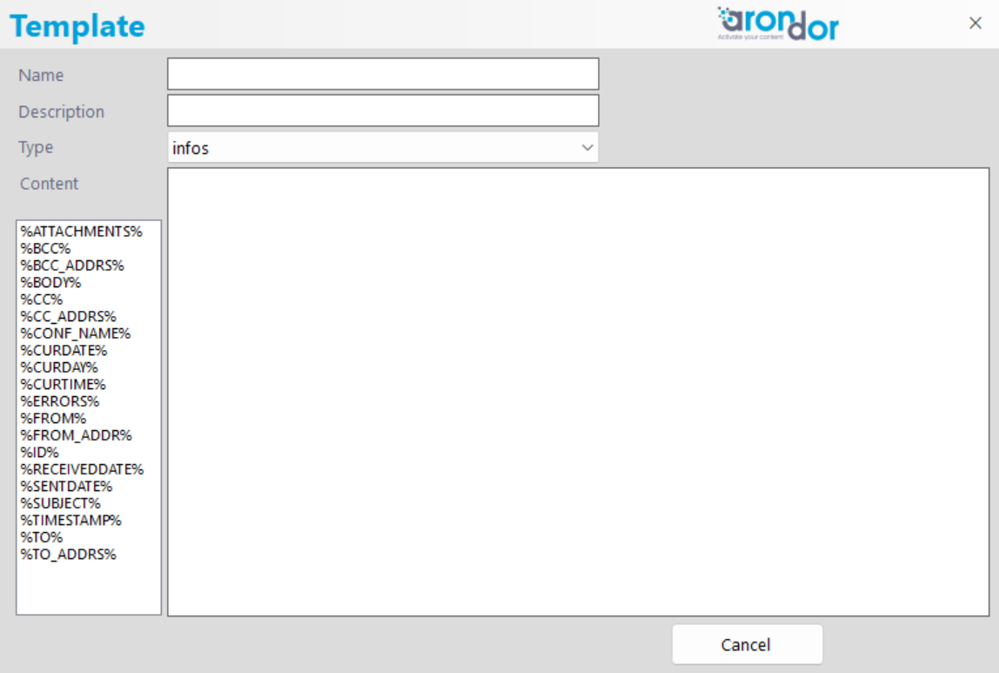 Template
arondor
Activate your content
Name
Description
Type
infos
Content
%ATTACHMENTS%
%BCC%
%BCC_ADDRS%
%BODY%
%CC%
%CC_ADDRS%
%CONF_NAME%
%CURDATE%
%CURDAY%
%CURTIME%
%ERRORS%
%FROM%
%FROM_ADDR%
%ID%
%RECEIVEDDATE%
%SENTDATE%
%SUBJECT%
%TIMESTAMP%
%TO%
%TO_ADDRS%
Cancel